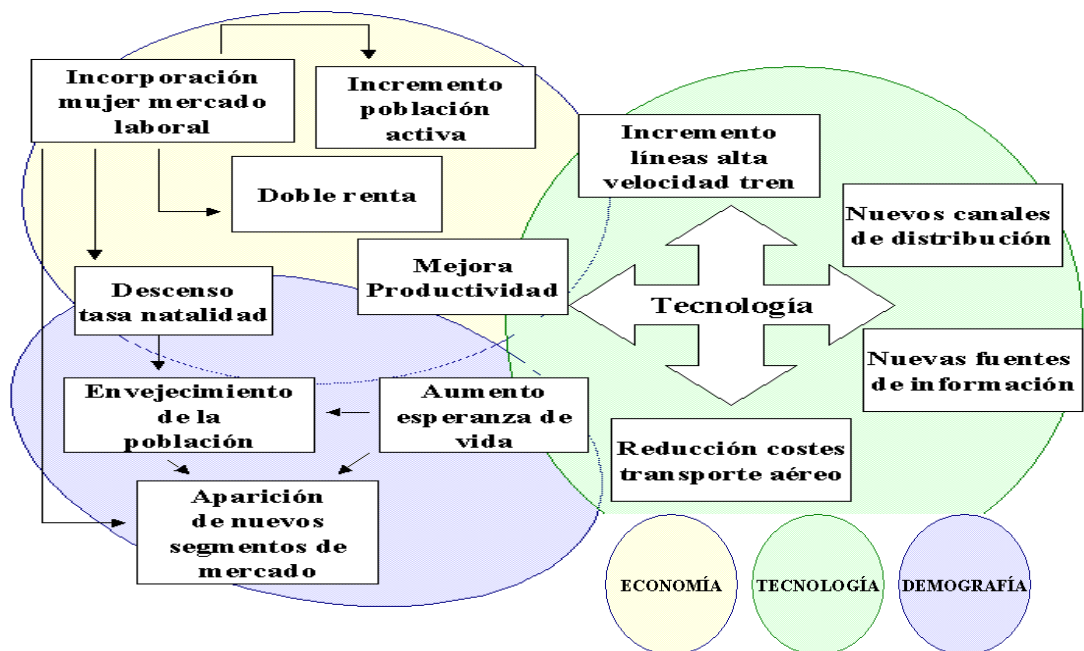 Incorporación
mujer mercado
laboral
Incremento
población
activa
Doble renta
Incremento
líneas alta
velocidad tren
Nuevos canales
de distribución
Mejora
Productividad
Tecnología
Descenso
tasa natalidad
Nuevas fuentes
de información
Envejecimiento
de la
población
Aumento
esperanza de
vida
Reducción costes
transporte aéreo
Aparición
de nuevos
segmentos de
mercado
ECONOMÍA
TECNOLOGÍA
DEMOGRAFÍA